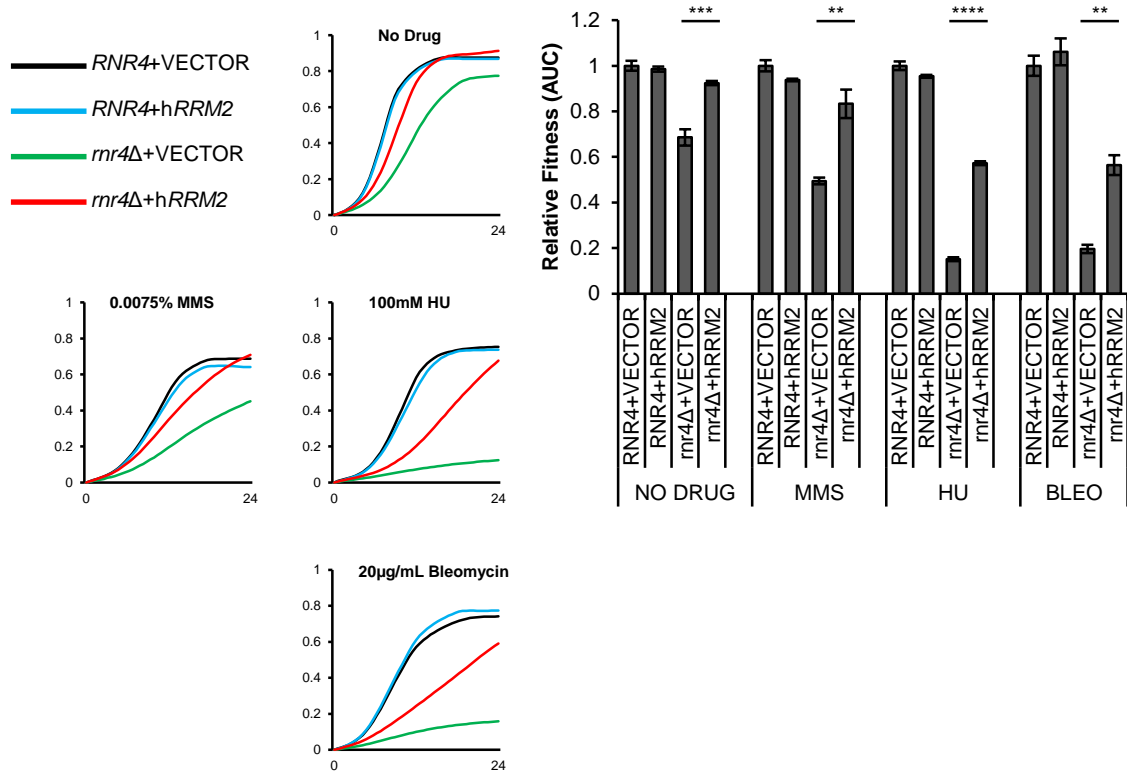 RNR4+VECTOR
RNR4+hRRM2
rnr4Δ+VECTOR
rnr4Δ+hRRM2
No Drug
1
0.8
0.6
0.4
0.2
0
0
24
0.0075% MMS
1
0.8
0.6
0.4
0.2
0
0
24
100mM HU
1
0.8
0.6
0.4
0.2
0
0
24
20µg/mL Bleomycin
1
0.8
0.6
0.4
0.2
0
0
24
Relative Fitness (AUC)
1.2
1
0.8
0.6
0.4
0.2
0
*** ** **** **
RNR4+VECTOR
RNR4+hRRM2
rnr4Δ+VECTOR
rnr4Δ+hRRM2
RNR4+VECTOR
RNR4+hRRM2
rnr4Δ+VECTOR
rnr4Δ+hRRM2
RNR4+VECTOR
RNR4+hRRM2
rnr4Δ+VECTOR
rnr4Δ+hRRM2
RNR4+VECTOR
RNR4+hRRM2
rnr4Δ+VECTOR
rnr4Δ+hRRM2
NO DRUG MMS HU BLEO